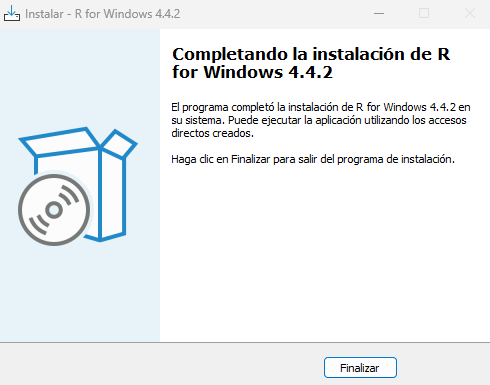 Instalar - R for Windows 4.4.2
Completando la instalación de R
for Windows 4.4.2
El programa completó la instalación de R for Windows 4.4.2 en
su sistema. Puede ejecutar la aplicación utilizando los accesos
directos creados.
Haga clic en Finalizar para salir del programa de instalación.
Finalizar